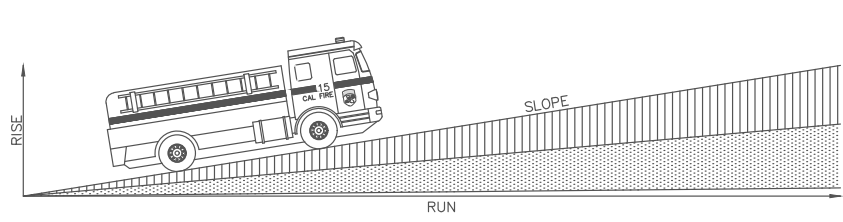 15
CAL FIRE
SLOPE
RISE
RUN